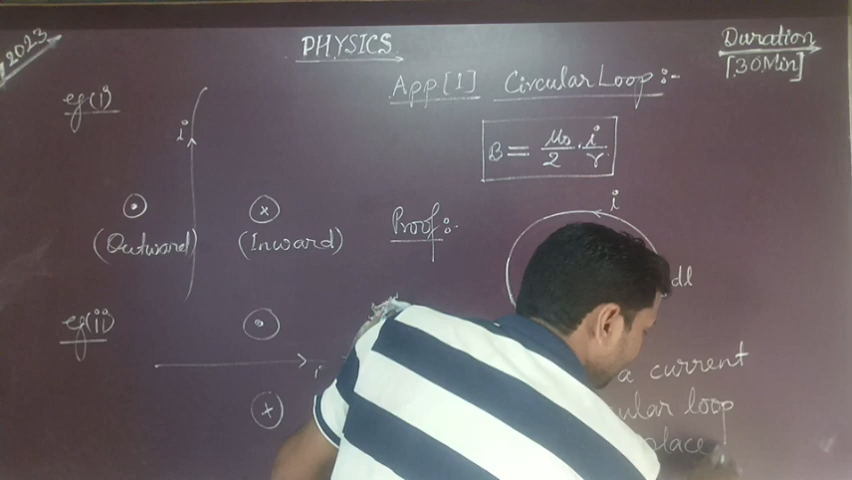 2023
PHYSICS
Duration
[30Min]
eg(i)
i
(Outward)
(Inward)
eg(ii)
i
App[1] Circular Loop:-
B = μ₀/2 · i/r
Proof:-
i
dl
a current
ular loop
place